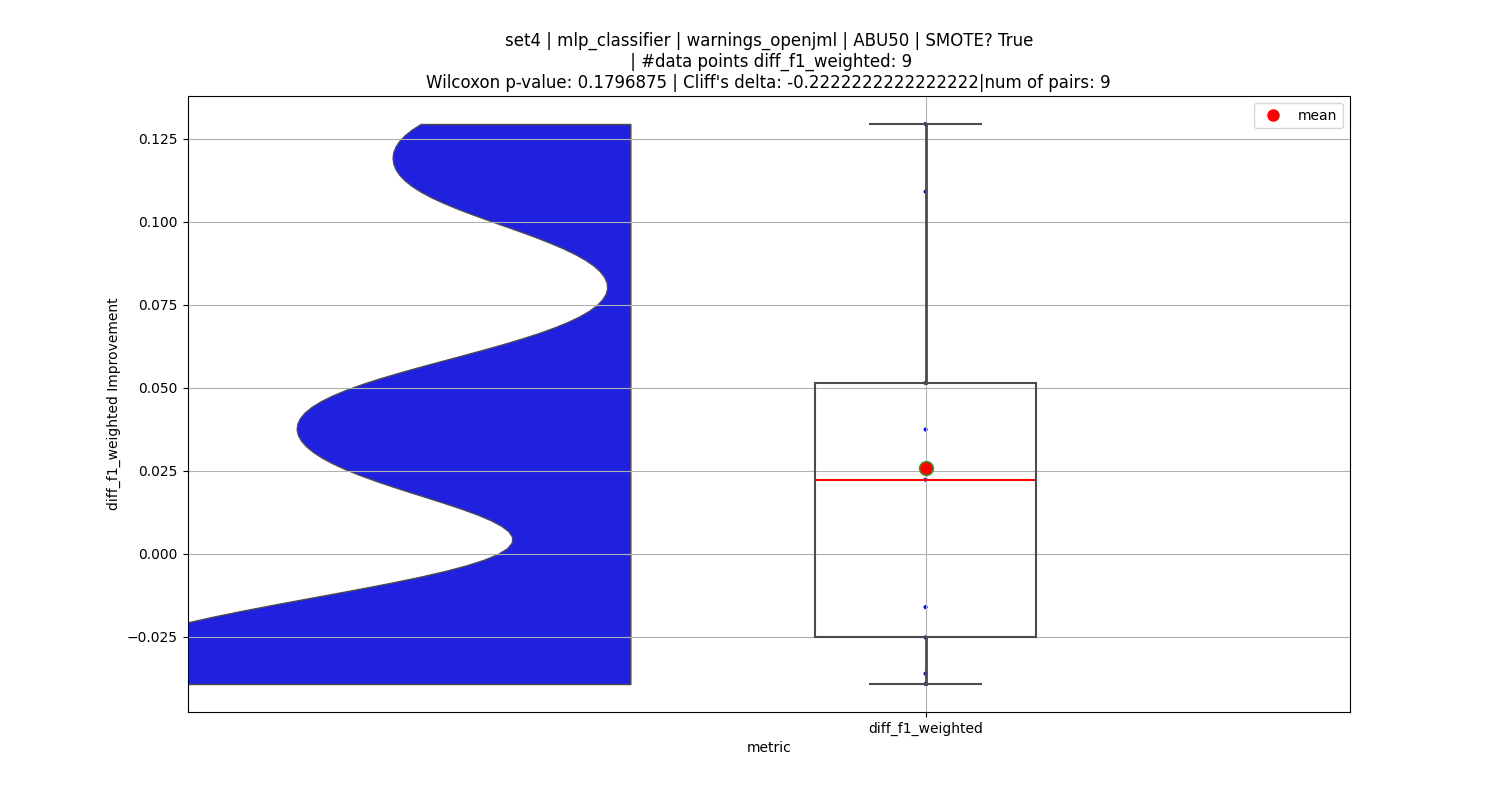 set4 | mlp_classifier | warnings_openjml | ABU50 | SMOTE? True
| #data points diff_f1_weighted: 9
Wilcoxon p-value: 0.1796875 | Cliff's delta: -0.2222222222222222|num of pairs: 9
mean
0.125
0.100
0.075
0.050
0.025
0.000
−0.025
diff_f1_weighted Improvement
diff_f1_weighted
metric